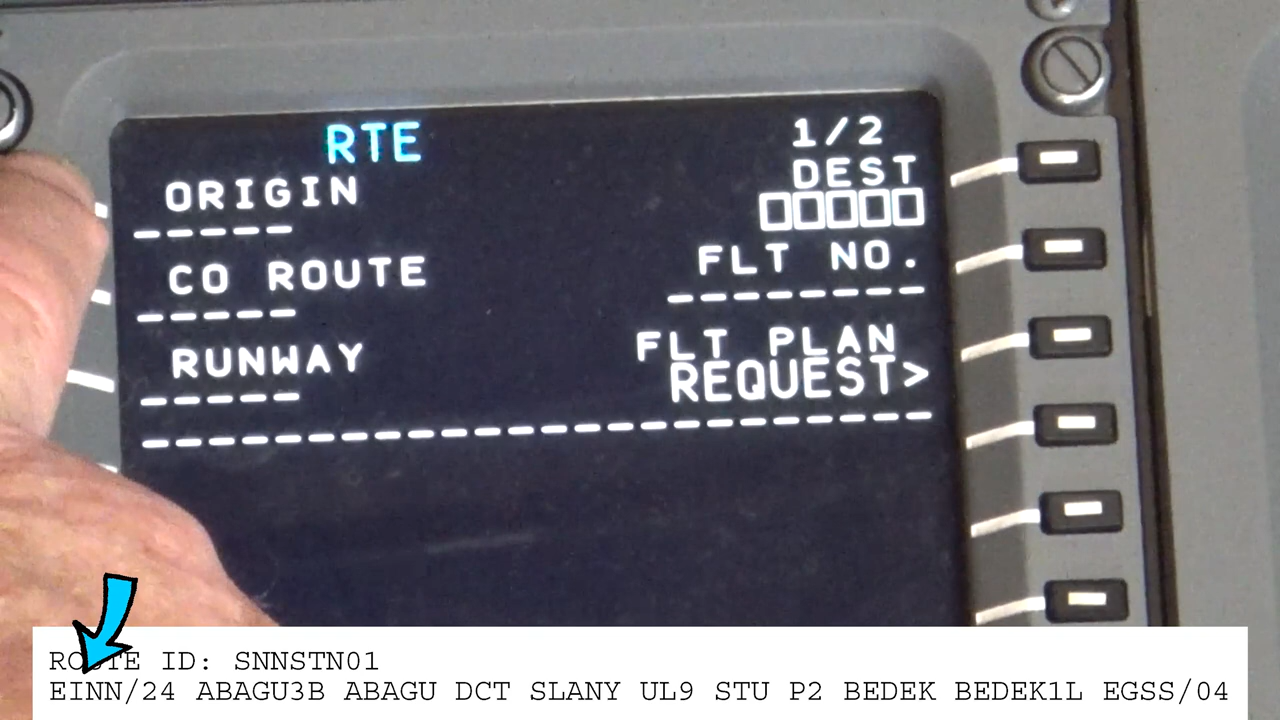 RTE 1/2
ORIGIN DEST
----- □□□□□
CO ROUTE FLT NO.
----- --------
RUNWAY FLT PLAN
----- REQUEST>
------------------------
ROUTE ID: SNNSTN01
EINN/24 ABAGU3B ABAGU DCT SLANY UL9 STU P2 BEDEK BEDEK1L EGSS/04